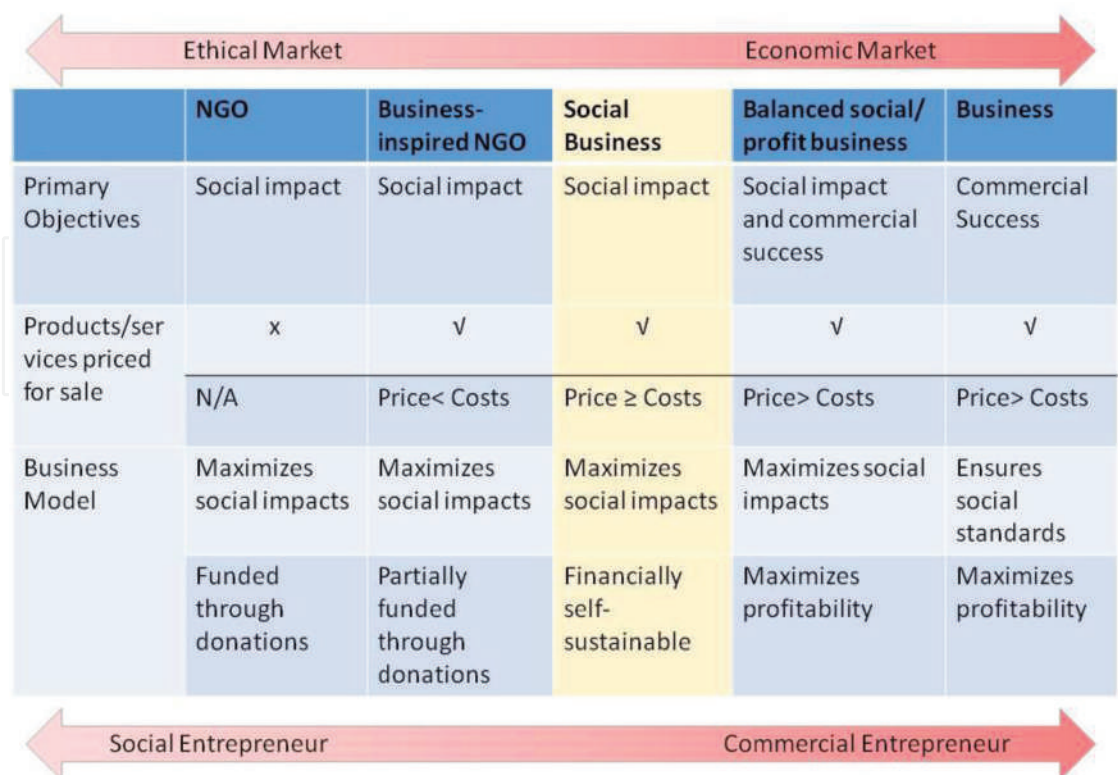 Ethical Market
Economic Market
NGO
Business-
inspired NGO
Social
Business
Balanced social/
profit business
Business
Primary
Objectives
Social impact
Social impact
Social impact
Social impact
and commercial
success
Commercial
Success
Products/ser
vices priced
for sale
x
√
√
√
√
N/A
Price< Costs
Price ≥ Costs
Price> Costs
Price> Costs
Business
Model
Maximizes
social impacts
Maximizes
social impacts
Maximizes
social impacts
Maximizes social
impacts
Ensures
social
standards
Funded
through
donations
Partially
funded
through
donations
Financially
self-
sustainable
Maximizes
profitability
Maximizes
profitability
Social Entrepreneur
Commercial Entrepreneur